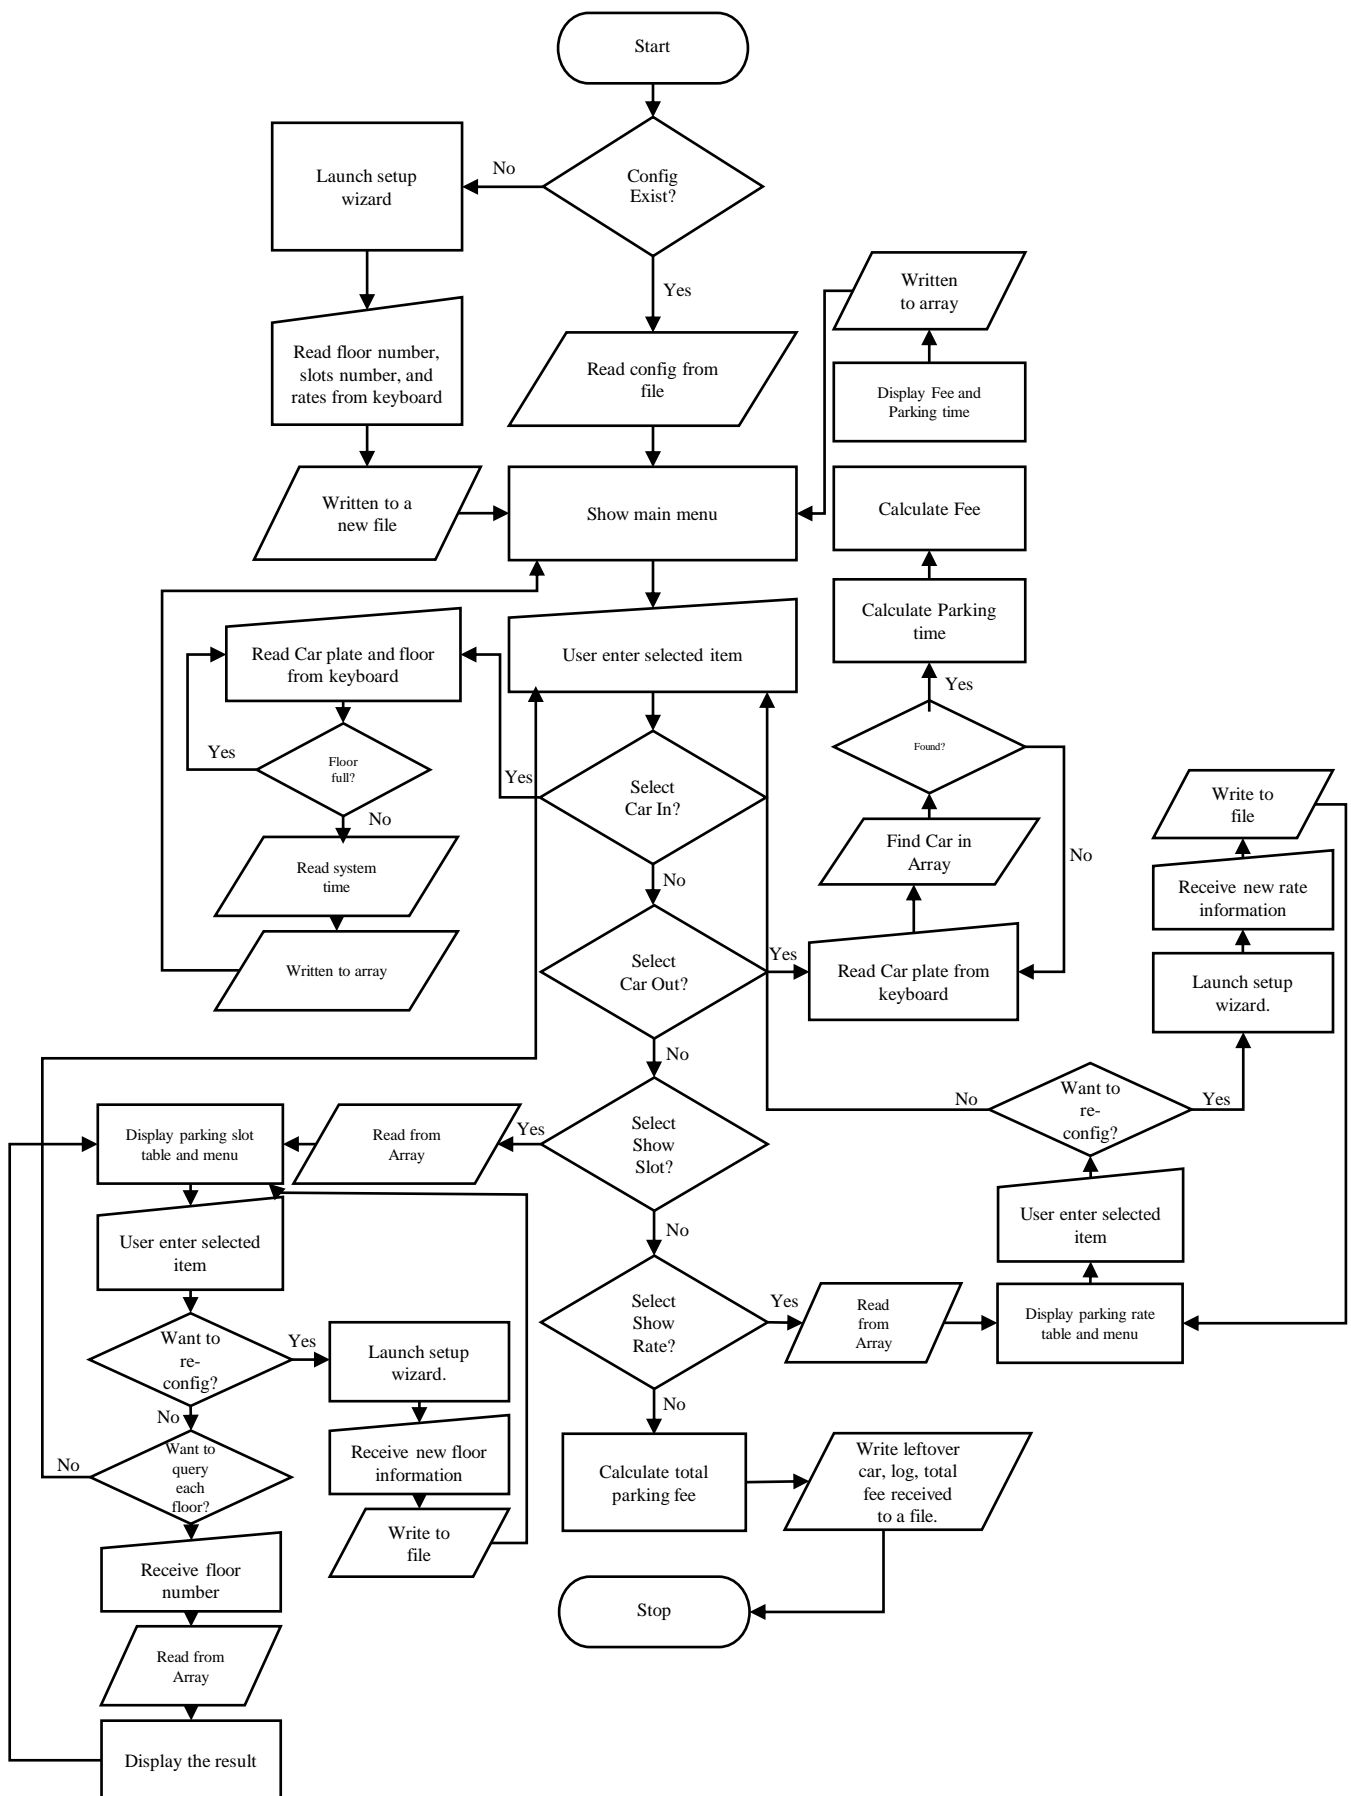 Start
Config
Exist?
No
Launch setup
wizard
Yes
Read floor number,
slots number, and
rates from keyboard
Written to a
new file
Read config from
file
Show main menu
Written
to array
Display Fee and
Parking time
Calculate Fee
Calculate Parking
time
Yes
Found?
No
Find Car in
Array
Read Car plate from
keyboard
User enter selected item
Read Car plate and floor
from keyboard
Yes
Floor
full?
No
Read system
time
Written to array
Yes
Select
Car In?
No
Select
Car Out?
Yes
No
Select
Show
Slot?
Yes
Read from
Array
Display parking slot
table and menu
User enter selected
item
Want to
re-
config?
Yes
Launch setup
wizard.
Receive new floor
information
Write to
file
No
Want to
query
each
floor?
No
Receive floor
number
Read from
Array
Display the result
No
Select
Show
Rate?
Yes
Read
from
Array
Display parking rate
table and menu
User enter selected
item
Want to
re-
config?
No
Yes
Launch setup
wizard.
Receive new rate
information
Write to
file
No
Calculate total
parking fee
Write leftover
car, log, total
fee received
to a file.
Stop